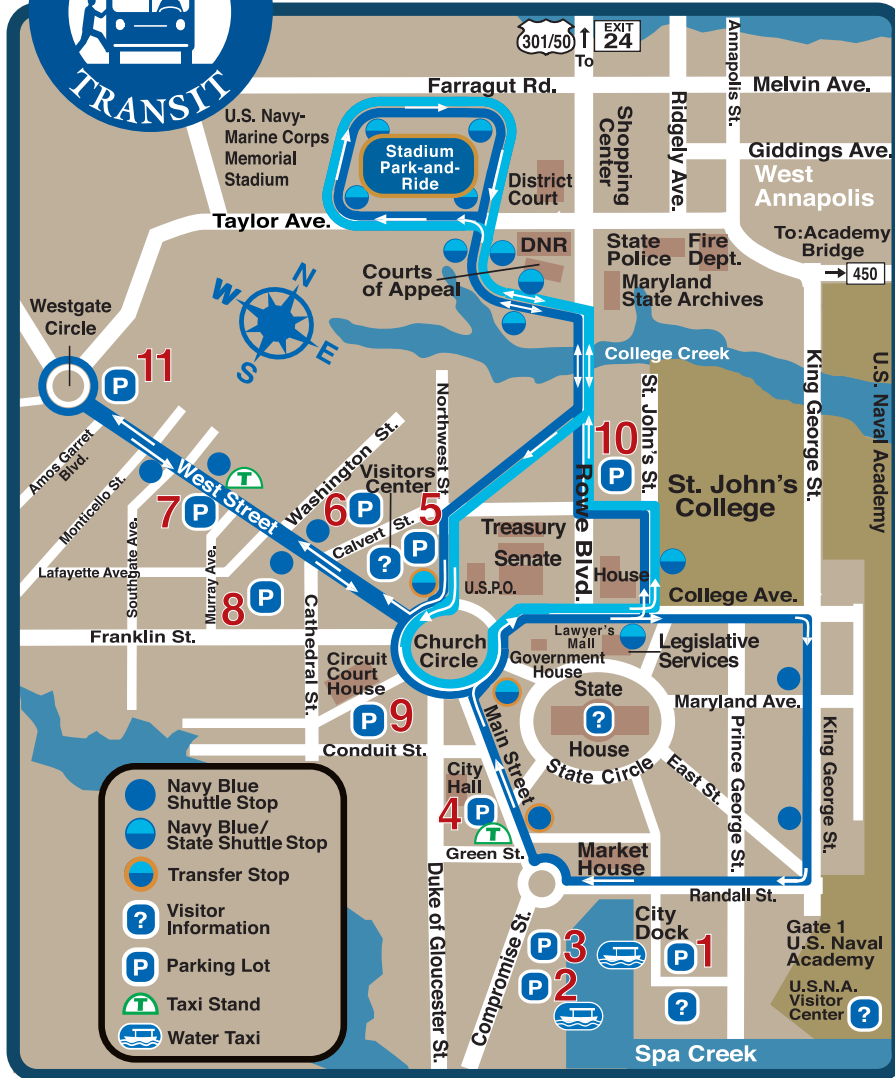 TRANSIT
301/50
EXIT
24
To
Annapolis St.
Farragut Rd.
Melvin Ave.
U.S. Navy-
Marine Corps
Memorial
Stadium
Stadium
Park-and-
Ride
Shopping
Center
Ridgely Ave.
Giddings Ave.
West
Annapolis
District
Court
Taylor Ave.
DNR
State
Police
Fire
Dept.
To:Academy
Bridge
450
Courts
of Appeal
Maryland
State Archives
N
W
E
S
Westgate
Circle
College Creek
King George St.
U.S. Naval Academy
11
P
Northwest St.
St. John's St.
10
P
Amos Garret
Blvd.
Monticello St.
West Street
T
Washington St.
Visitors
Center
6
P
5
P
Calvert St.
?
7
P
Rowe Blvd.
St. John's
College
Treasury
Senate
U.S.P.O.
House
Lafayette Ave.
Southgate Ave.
Murray Ave.
8
P
Cathedral St.
College Ave.
Franklin St.
Church
Circle
Lawyer's
Mall
Government
House
Legislative
Services
Circuit
Court
House
State
?
House
Maryland Ave.
9
P
Main Street
State Circle
Prince George St.
King George St.
Conduit St.
East St.
City
Hall
4
P
T
Green St.
Market
House
Randall St.
Duke of Gloucester St.
Compromise St.
City
Dock
3
P
2
P
1
P
?
Gate 1
U.S. Naval
Academy
U.S.N.A.
Visitor
Center
?
Spa Creek
Navy Blue
Shuttle Stop
Navy Blue/
State Shuttle Stop
Transfer Stop
?
Visitor
Information
P
Parking Lot
T
Taxi Stand
Water Taxi